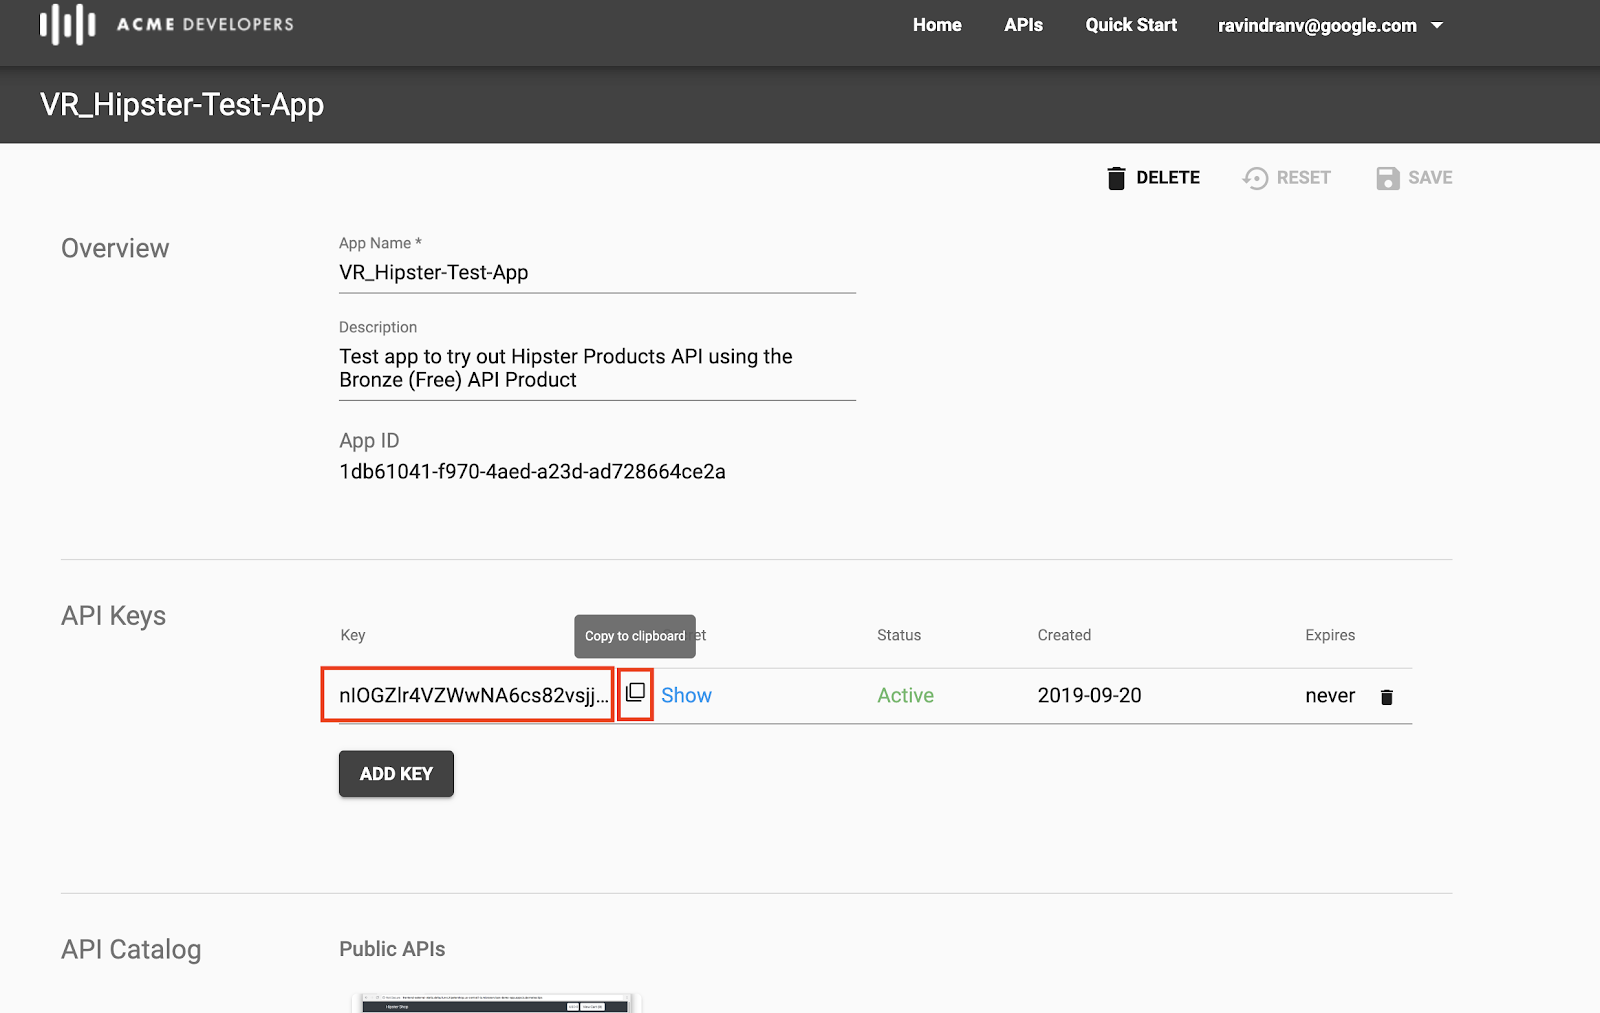 ACME DEVELOPERS
Home APIs Quick Start ravindranv@google.com
VR_Hipster-Test-App
DELETE RESET SAVE
Overview
App Name *
VR_Hipster-Test-App
Description
Test app to try out Hipster Products API using the
Bronze (Free) API Product
App ID
1db61041-f970-4aed-a23d-ad728664ce2a
API Keys
Key Copy to clipboard Status Created Expires
nIOGZlr4VZWwNA6cs82vsjj... Show Active 2019-09-20 never
ADD KEY
API Catalog
Public APIs